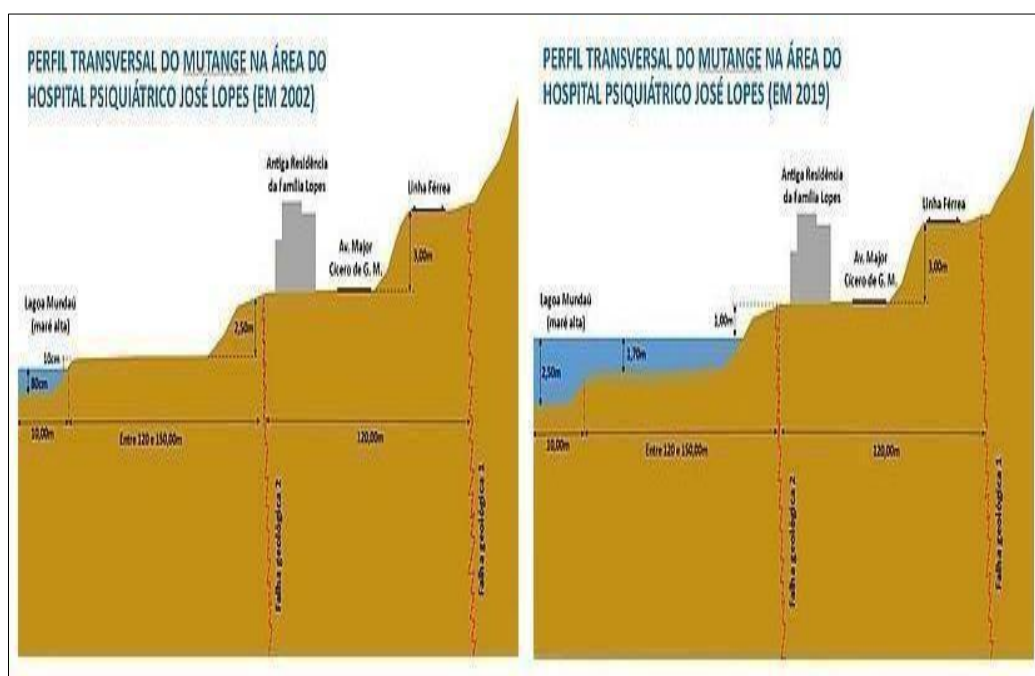 PERFIL TRANSVERSAL DO MUTANGE NA ÁREA DO
HOSPITAL PSIQUIÁTRICO JOSÉ LOPES (EM 2002)
Antiga Residência
da família Lopes
Linha Férrea
Av. Major
Cícero de G. M.
3,00m
Lagoa Mundaú
(maré alta)
2,50m
10cm
80cm
10,00m
Entre 120 e 150,00m
120,00m
Falha geológica 2
Falha geológica 1
PERFIL TRANSVERSAL DO MUTANGE NA ÁREA DO
HOSPITAL PSIQUIÁTRICO JOSÉ LOPES (EM 2019)
Antiga Residência
da família Lopes
Linha Férrea
Av. Major
Cícero de G. M.
3,00m
Lagoa Mundaú
(maré alta)
1,00m
1,70m
2,50m
10,00m
Entre 120 e 150,00m
120,00m
Falha geológica 2
Falha geológica 1